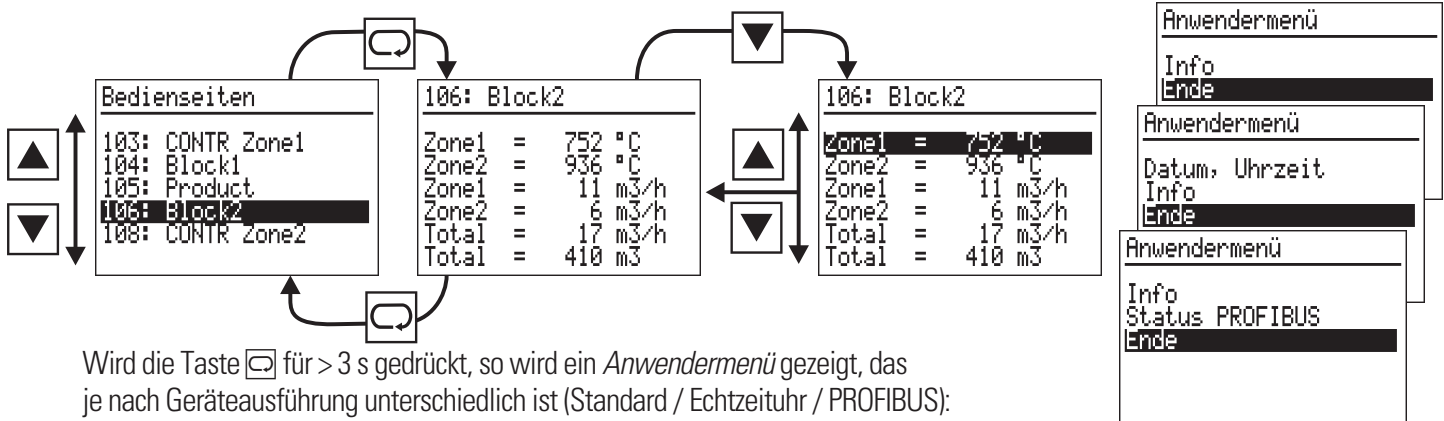 Bedienseiten
103: CONTR Zone1
104: Block1
105: Product
106: Block2
108: CONTR Zone2
106: Block2
Zone1 = 752 °C
Zone2 = 936 °C
Zone1 = 11 m3/h
Zone2 = 6 m3/h
Total = 17 m3/h
Total = 410 m3
106: Block2
Zone1 = 752 °C
Zone2 = 936 °C
Zone1 = 11 m3/h
Zone2 = 6 m3/h
Total = 17 m3/h
Total = 410 m3
Anwendermenü
Info
Ende
Anwendermenü
Datum, Uhrzeit
Info
Ende
Anwendermenü
Info
Status PROFIBUS
Ende
Wird die Taste für > 3 s gedrückt, so wird ein Anwendermenü gezeigt, das
je nach Geräteausführung unterschiedlich ist (Standard / Echtzeituhr / PROFIBUS):